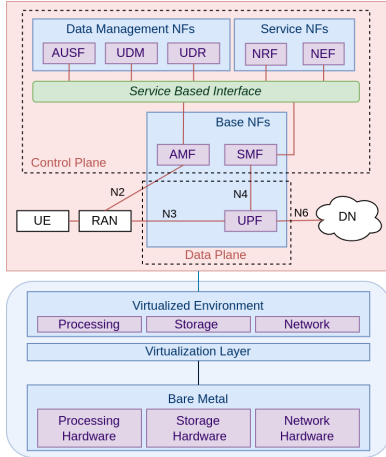 Data Management NFs
Service NFs
AUSF
UDM
UDR
NRF
NEF
Service Based Interface
Base NFs
AMF
SMF
Control Plane
N2
N4
UE
RAN
N3
UPF
N6
DN
Data Plane
Virtualized Environment
Processing
Storage
Network
Virtualization Layer
Bare Metal
Processing
Hardware
Storage
Hardware
Network
Hardware